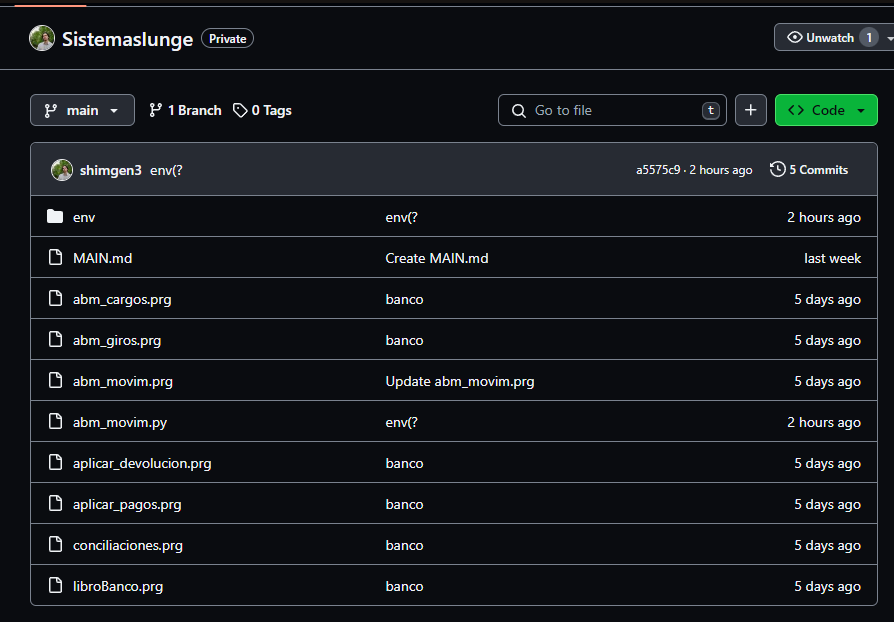 Sistemaslunge Private
Unwatch 1
main 1 Branch 0 Tags Go to file t + Code
shimgen3 env(? a5575c9 · 2 hours ago 5 Commits
env env(? 2 hours ago
MAIN.md Create MAIN.md last week
abm_cargos.prg banco 5 days ago
abm_giros.prg banco 5 days ago
abm_movim.prg Update abm_movim.prg 5 days ago
abm_movim.py env(? 2 hours ago
aplicar_devolucion.prg banco 5 days ago
aplicar_pagos.prg banco 5 days ago
conciliaciones.prg banco 5 days ago
libroBanco.prg banco 5 days ago